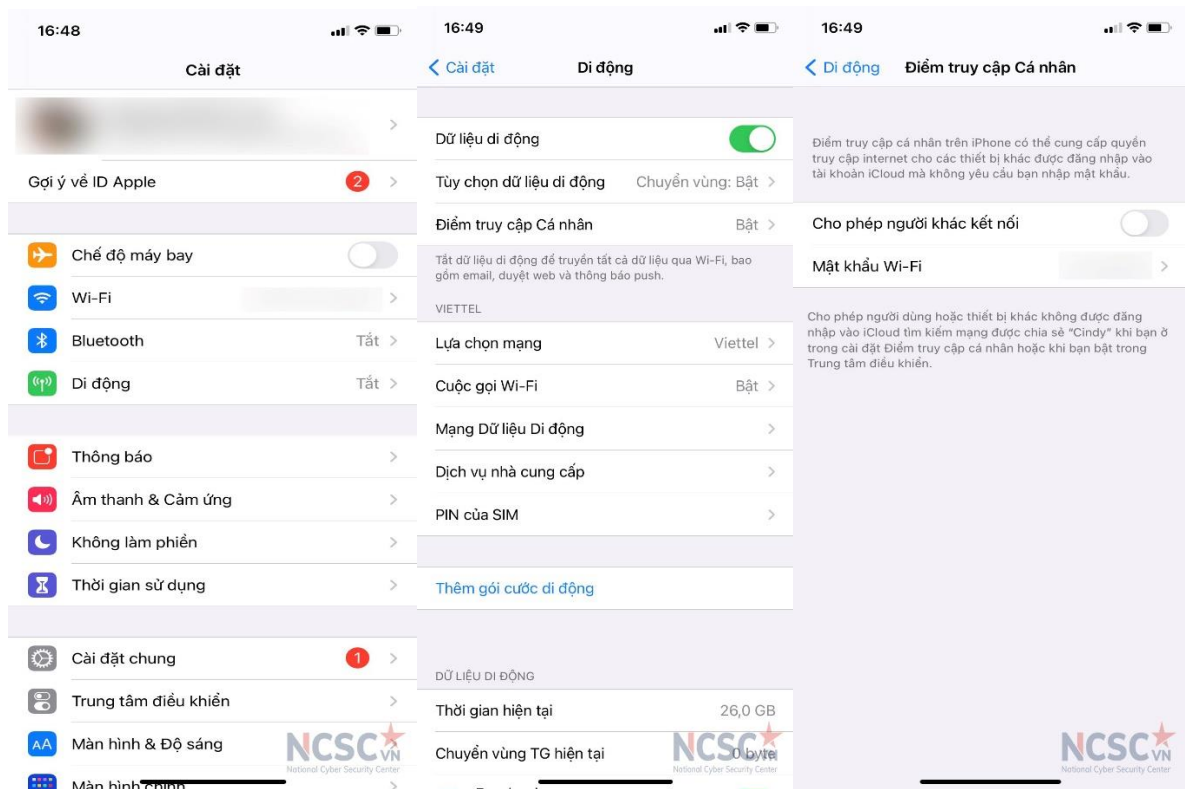 16:48
Cài đặt
Gợi ý về ID Apple 2
Chế độ máy bay
Wi-Fi
Bluetooth Tắt
Di động Tắt
Thông báo
Âm thanh & Cảm ứng
Không làm phiền
Thời gian sử dụng
Cài đặt chung 1
Trung tâm điều khiển
AA Màn hình & Độ sáng
Màn hình chính
NCSC VN
National Cyber Security Center
16:49
Cài đặt Di động
Dữ liệu di động
Tùy chọn dữ liệu di động Chuyển vùng: Bật
Điểm truy cập Cá nhân Bật
Tắt dữ liệu di động để truyền tất cả dữ liệu qua Wi-Fi, bao
gồm email, duyệt web và thông báo push.
VIETTEL
Lựa chọn mạng Viettel
Cuộc gọi Wi-Fi Bật
Mạng Dữ liệu Di động
Dịch vụ nhà cung cấp
PIN của SIM
Thêm gói cước di động
DỮ LIỆU DI ĐỘNG
Thời gian hiện tại 26,0 GB
Chuyển vùng TG hiện tại 0 byte
NCSC
National Cyber Security Center
16:49
Di động Điểm truy cập Cá nhân
Điểm truy cập cá nhân trên iPhone có thể cung cấp quyền
truy cập internet cho các thiết bị khác được đăng nhập vào
tài khoản iCloud mà không yêu cầu bạn nhập mật khẩu.
Cho phép người khác kết nối
Mật khẩu Wi-Fi
Cho phép người dùng hoặc thiết bị khác không được đăng
nhập vào iCloud tìm kiếm mạng được chia sẻ "Cindy" khi bạn ở
trong cài đặt Điểm truy cập cá nhân hoặc khi bạn bật trong
Trung tâm điều khiển.
NCSC VN
National Cyber Security Center